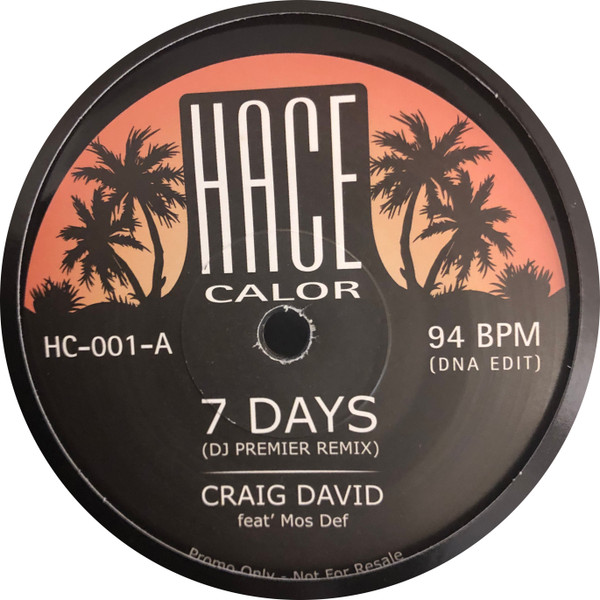 HACE
CALOR
HC-001-A
94 BPM
(DNA EDIT)
7 DAYS
(DJ PREMIER REMIX)
CRAIG DAVID
feat' Mos Def
Promo Only - Not For Resale